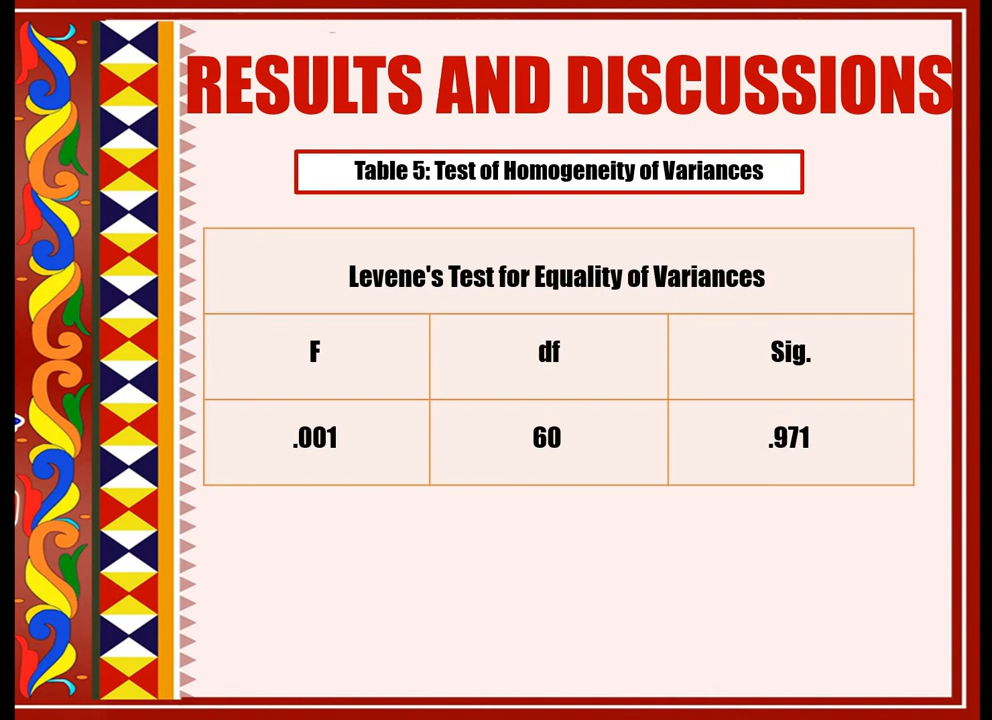 RESULTS AND DISCUSSIONS
Table 5: Test of Homogeneity of Variances
Levene's Test for Equality of Variances
F df Sig.
.001 60 .971